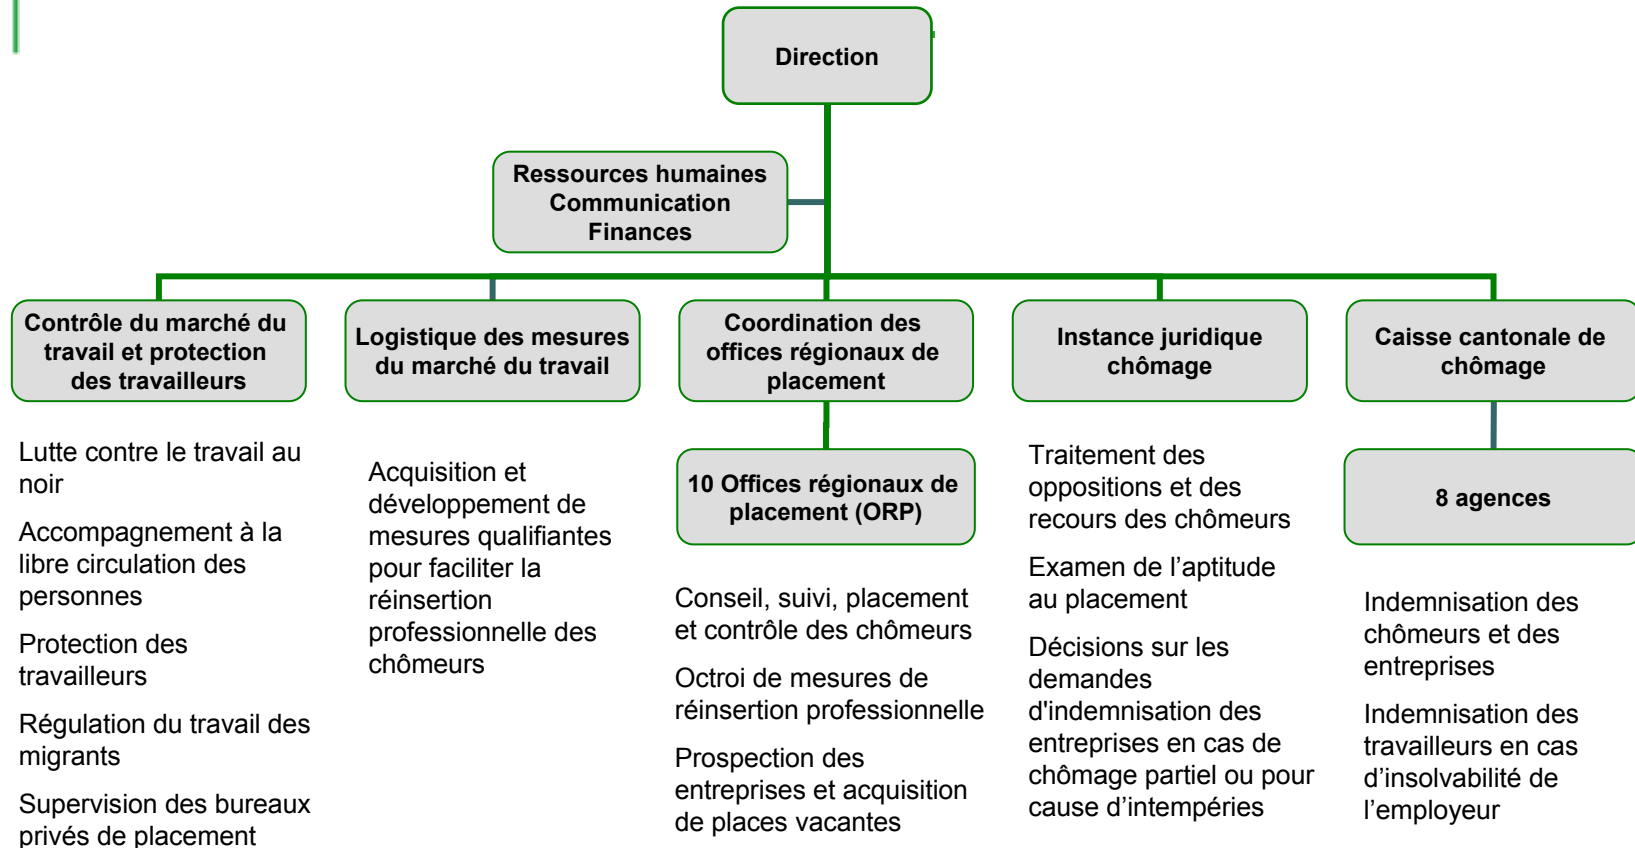 Direction
Ressources humaines
Communication
Finances
Contrôle du marché du
travail et protection
des travailleurs
Logistique des mesures
du marché du travail
Coordination des
offices régionaux de
placement
Instance juridique
chômage
Caisse cantonale de
chômage
Lutte contre le travail au
noir
Accompagnement à la
libre circulation des
personnes
Protection des
travailleurs
Régulation du travail des
migrants
Supervision des bureaux
privés de placement
Acquisition et
développement de
mesures qualifiantes
pour faciliter la
réinsertion
professionnelle des
chômeurs
10 Offices régionaux de
placement (ORP)
Conseil, suivi, placement
et contrôle des chômeurs
Octroi de mesures de
réinsertion professionnelle
Prospection des
entreprises et acquisition
de places vacantes
Traitement des
oppositions et des
recours des chômeurs
Examen de l’aptitude
au placement
Décisions sur les
demandes
d'indemnisation des
entreprises en cas de
chômage partiel ou pour
cause d’intempéries
8 agences
Indemnisation des
chômeurs et des
entreprises
Indemnisation des
travailleurs en cas
d’insolvabilité de
l’employeur